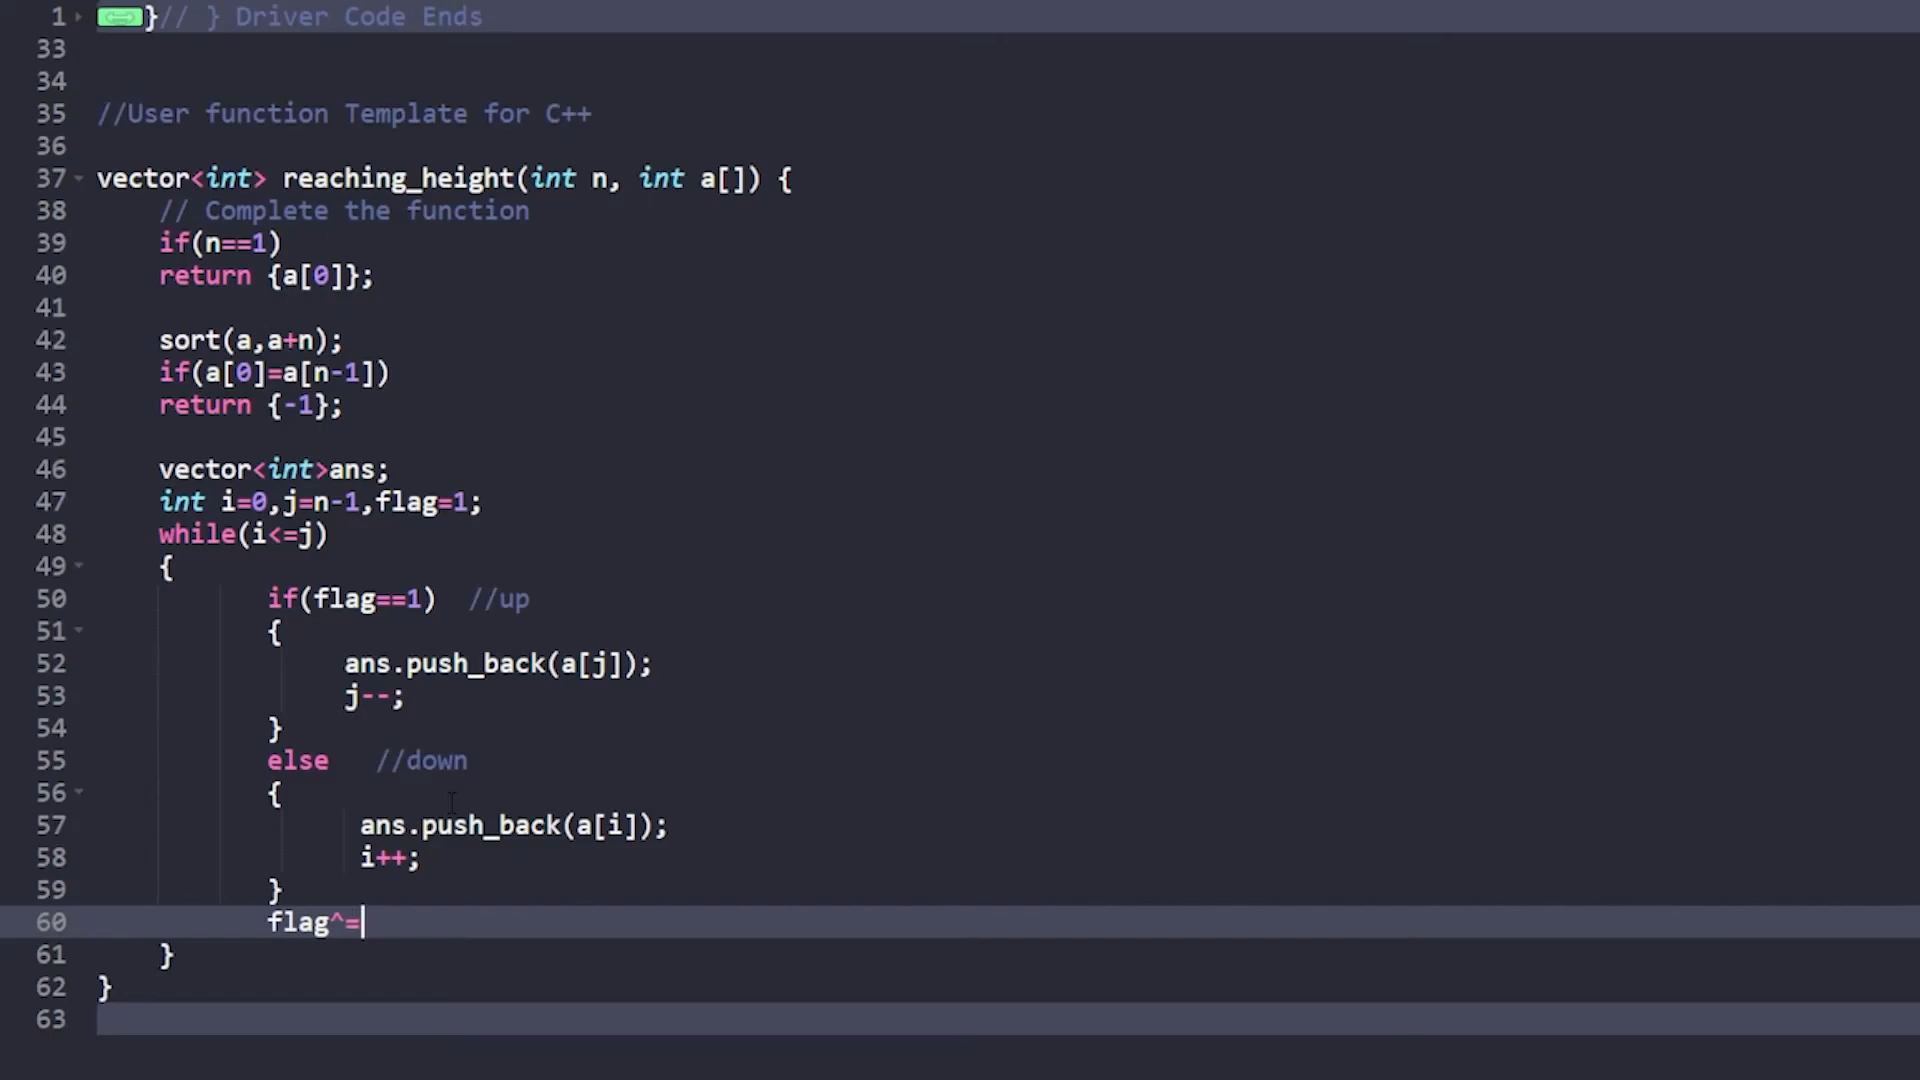 1 }// } Driver Code Ends
33
34
35 //User function Template for C++
36
37 vector<int> reaching_height(int n, int a[]) {
38 // Complete the function
39 if(n==1)
40 return {a[0]};
41
42 sort(a,a+n);
43 if(a[0]=a[n-1])
44 return {-1};
45
46 vector<int>ans;
47 int i=0,j=n-1,flag=1;
48 while(i<=j)
49 {
50 if(flag==1) //up
51 {
52 ans.push_back(a[j]);
53 j--;
54 }
55 else //down
56 {
57 ans.push_back(a[i]);
58 i++;
59 }
60 flag^=
61 }
62 }
63